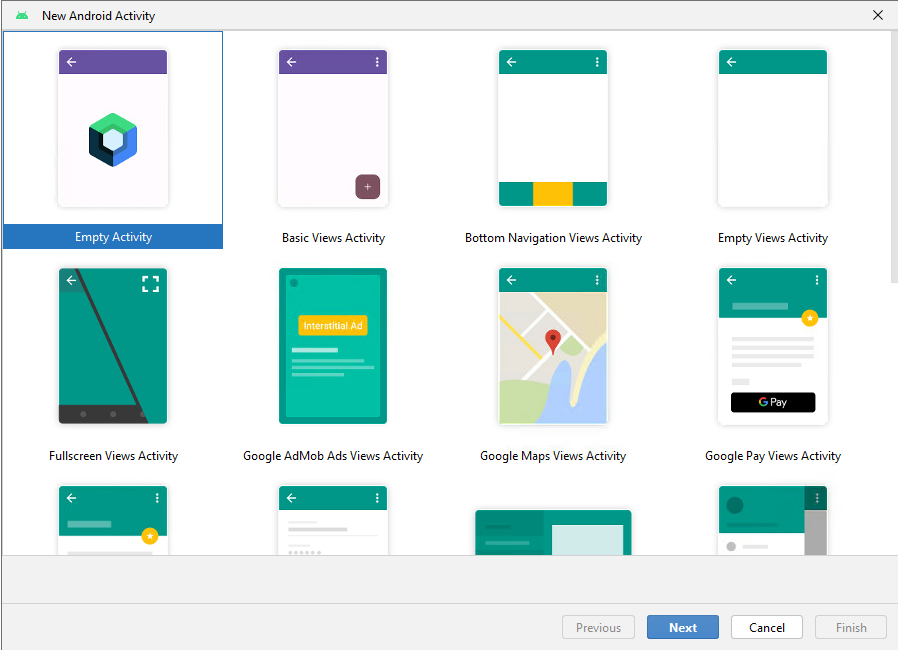 New Android Activity
Empty Activity
Basic Views Activity
Bottom Navigation Views Activity
Empty Views Activity
Interstitial Ad
G Pay
Fullscreen Views Activity
Google AdMob Ads Views Activity
Google Maps Views Activity
Google Pay Views Activity
Previous
Next
Cancel
Finish